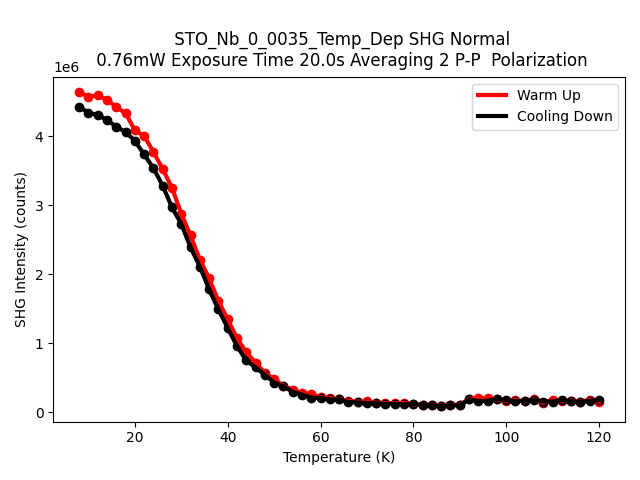 STO_Nb_0_0035_Temp_Dep SHG Normal
0.76mW Exposure Time 20.0s Averaging 2 P-P  Polarization
1e6
Warm Up
Cooling Down
4
3
2
1
0
SHG Intensity (counts)
20 40 60 80 100 120
Temperature (K)